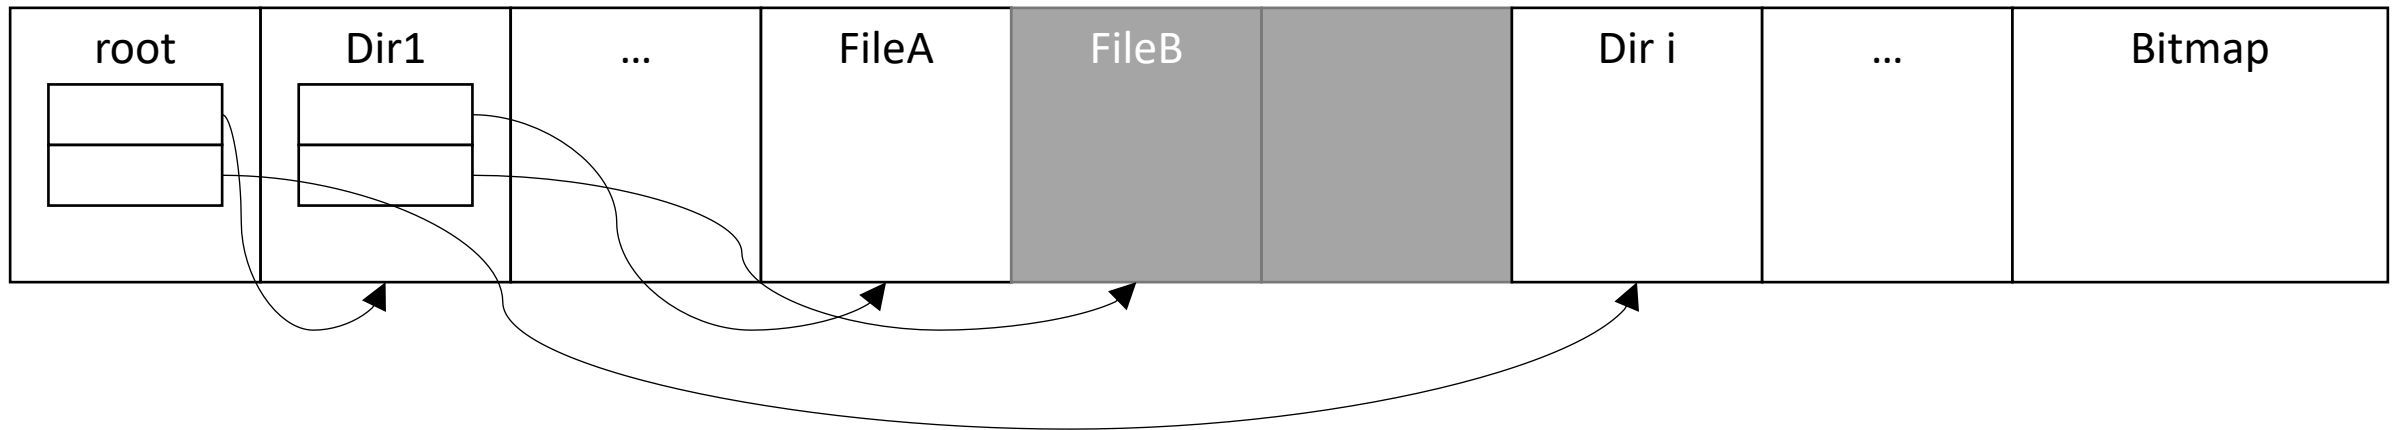 root Dir1 ... FileA FileB Dir i ... Bitmap